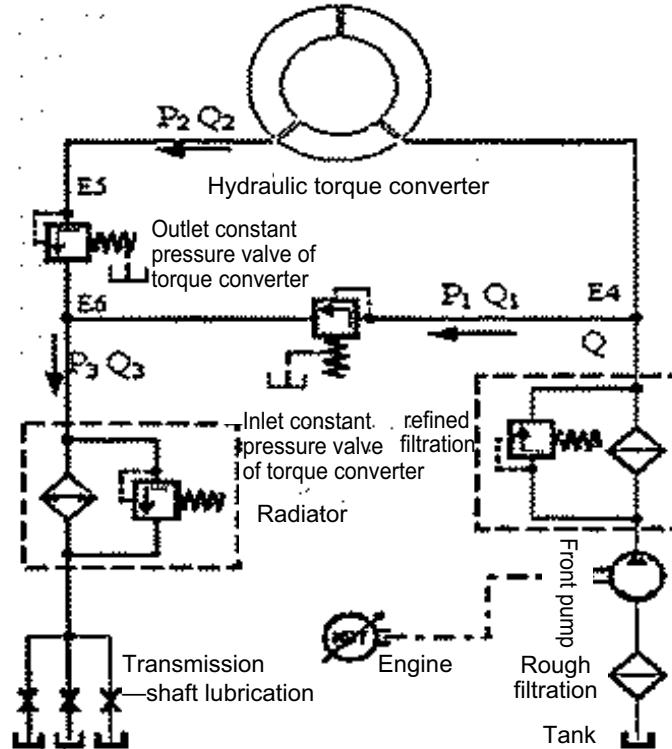 P₂ Q₂
E5
Hydraulic torque converter
Outlet constant
pressure valve of
torque converter
E6
P₁ Q₁
E4
Q
P₃ Q₃
Inlet constant
pressure valve
of torque converter
refined
filtration
Radiator
Front pump
Engine
Rough
filtration
Transmission
shaft lubrication
Tank